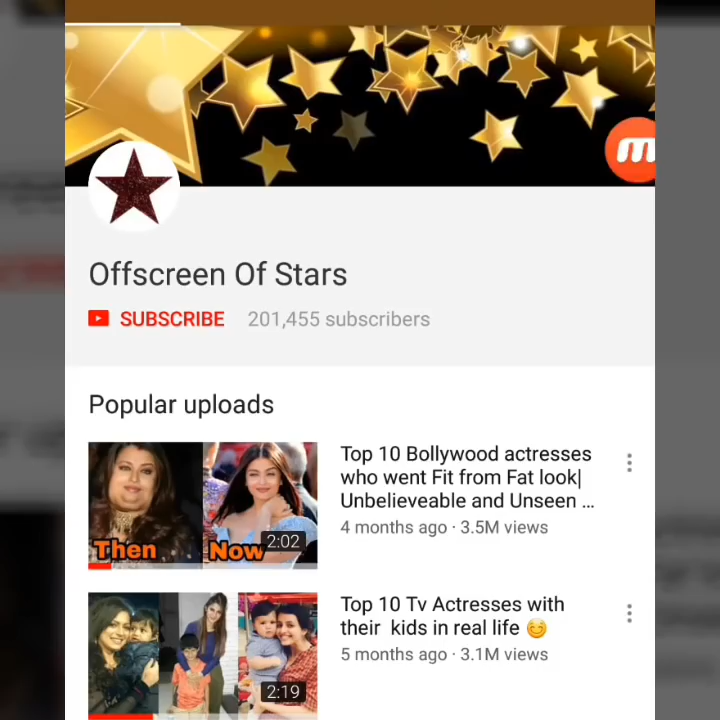 m
Offscreen Of Stars
SUBSCRIBE 201,455 subscribers
Popular uploads
Top 10 Bollywood actresses
who went Fit from Fat look|
Unbelieveable and Unseen ...
4 months ago · 3.5M views
Then Now 2:02
Top 10 Tv Actresses with
their kids in real life 😊
5 months ago · 3.1M views
2:19